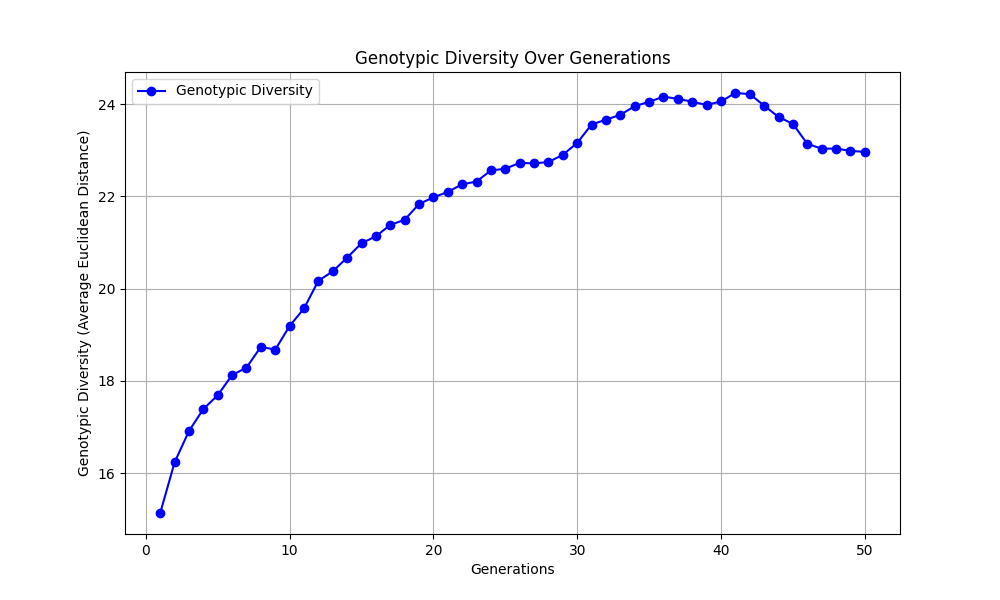 Genotypic Diversity Over Generations
Genotypic Diversity
Genotypic Diversity (Average Euclidean Distance)
24
22
20
18
16
0 10 20 30 40 50
Generations